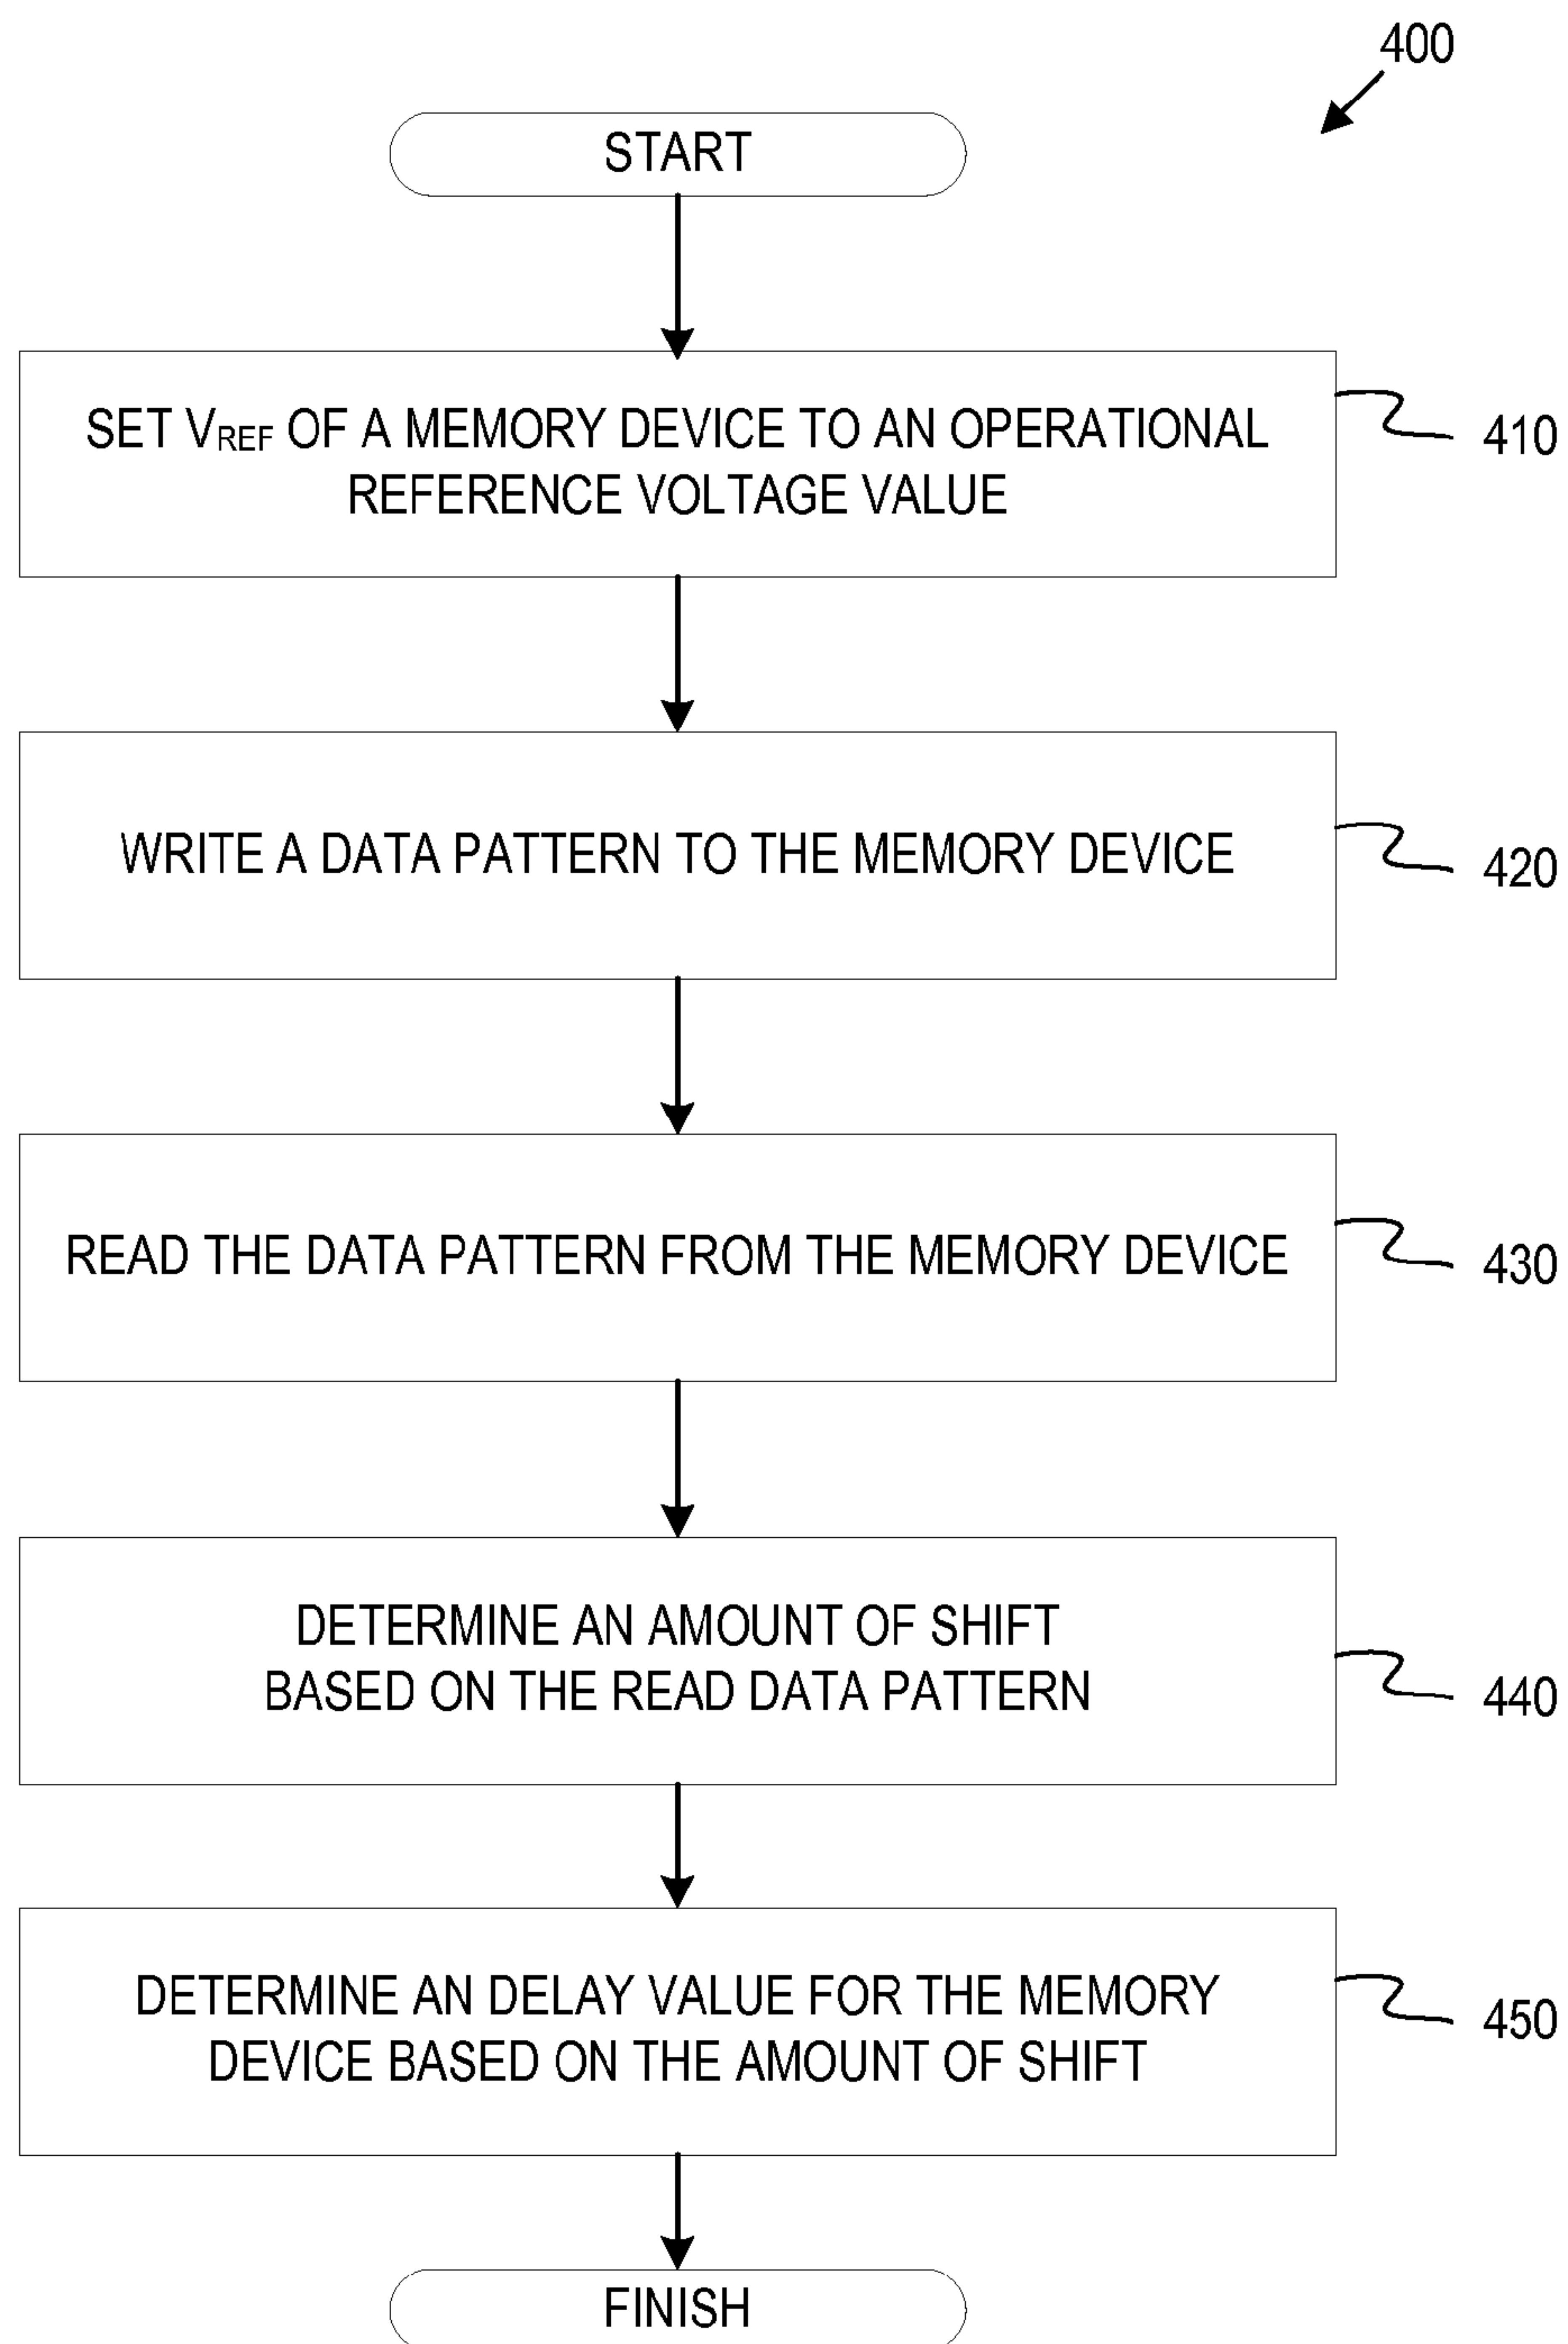 400
START
SET VREF OF A MEMORY DEVICE TO AN OPERATIONAL
REFERENCE VOLTAGE VALUE
410
WRITE A DATA PATTERN TO THE MEMORY DEVICE
420
READ THE DATA PATTERN FROM THE MEMORY DEVICE
430
DETERMINE AN AMOUNT OF SHIFT
BASED ON THE READ DATA PATTERN
440
DETERMINE AN DELAY VALUE FOR THE MEMORY
DEVICE BASED ON THE AMOUNT OF SHIFT
450
FINISH